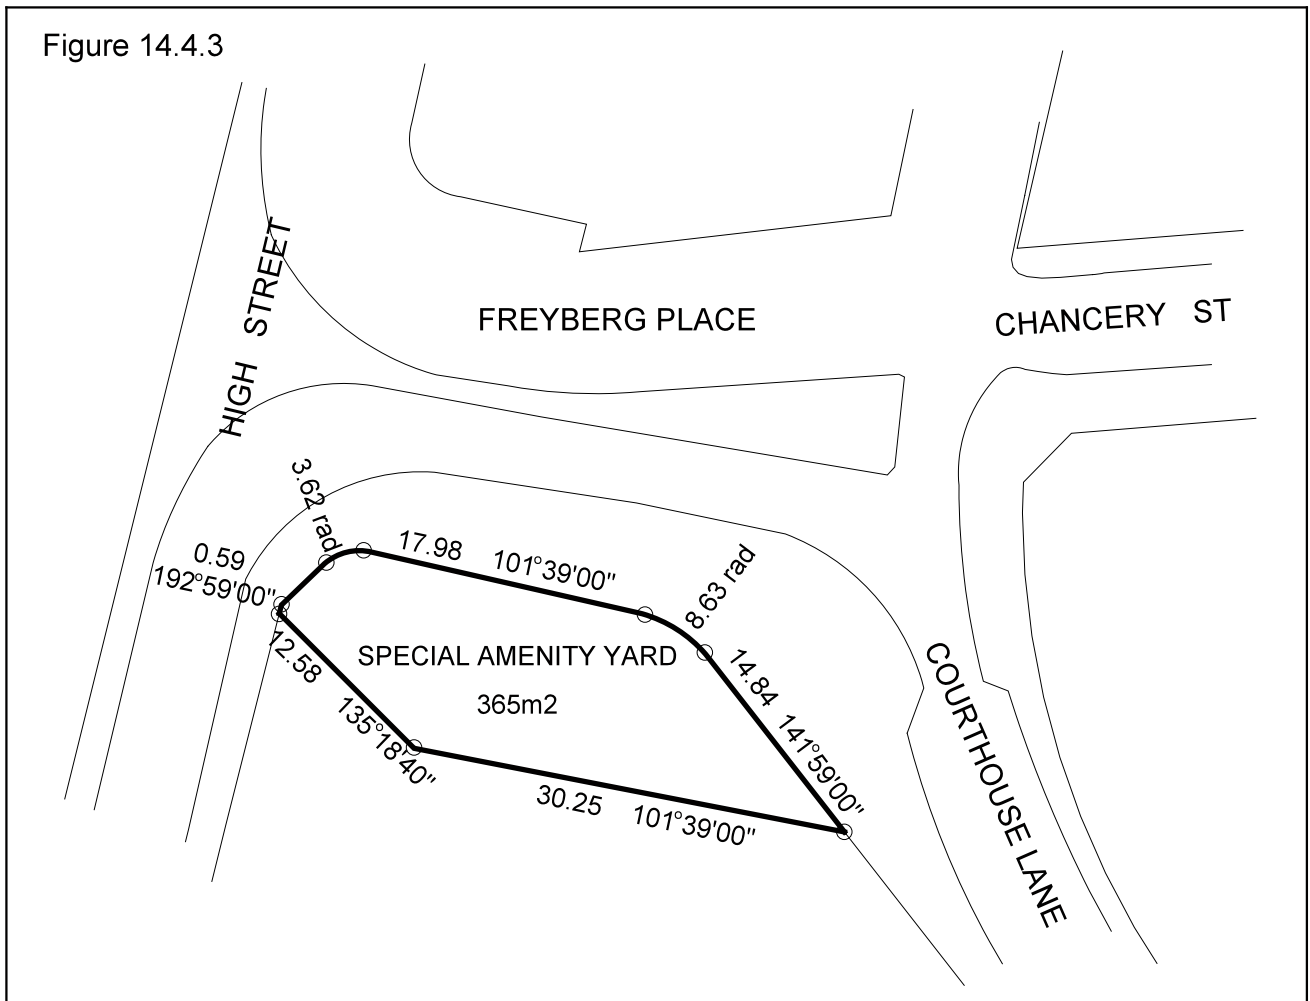 Figure 14.4.3
HIGH STREET
FREYBERG PLACE
CHANCERY ST
3.62 rad
17.98 101°39'00"
8.63 rad
0.59
192°59'00"
12.58 135°18'40"
SPECIAL AMENITY YARD
365m2
14.84 141°59'00"
30.25 101°39'00"
COURTHOUSE LANE